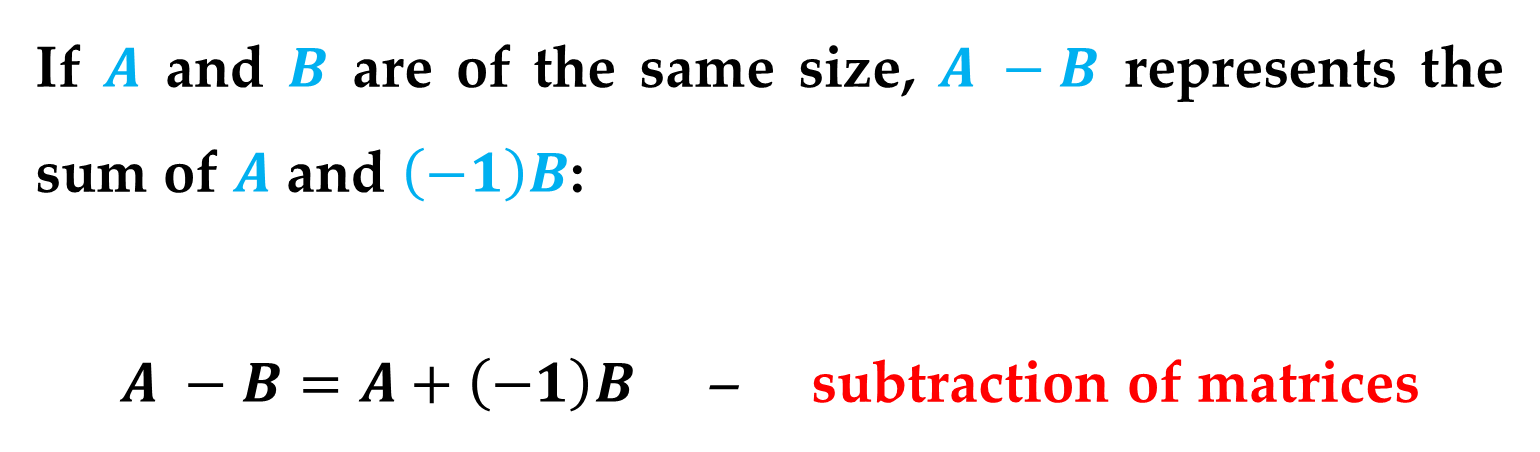 If A and B are of the same size, A − B represents the
sum of A and (−1)B:
A − B = A + (−1)B – subtraction of matrices